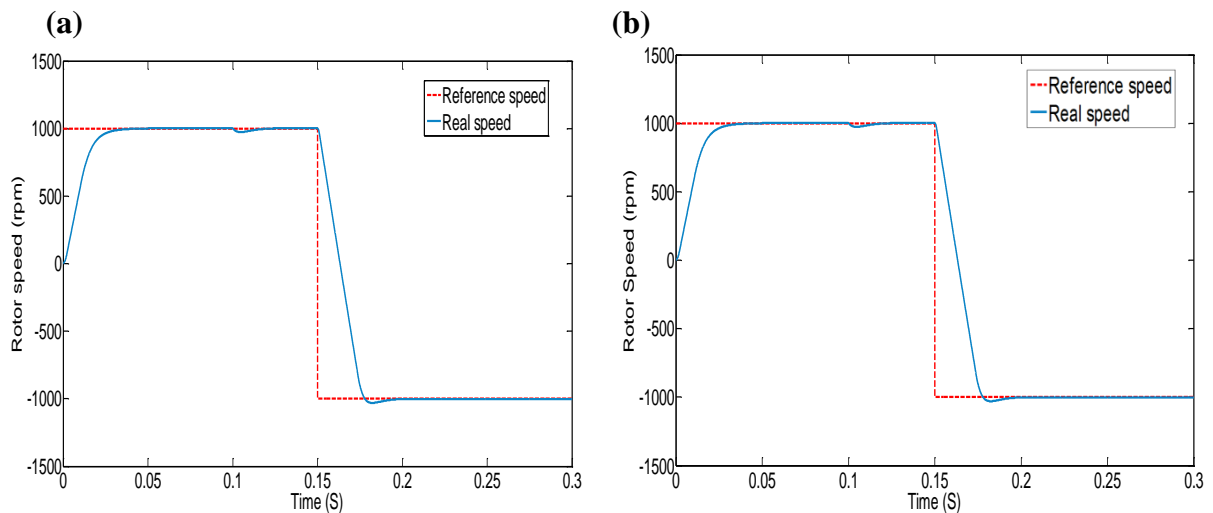 (a)
1500
1000
500
0
-500
-1000
-1500
Rotor speed (rpm)
0
0.05
0.1
0.15
0.2
0.25
0.3
Time (S)
Reference speed
Real speed
(b)
1500
1000
500
0
-500
-1000
-1500
Rotor Speed (rpm)
0
0.05
0.1
0.15
0.2
0.25
0.3
Time (S)
Reference speed
Real speed